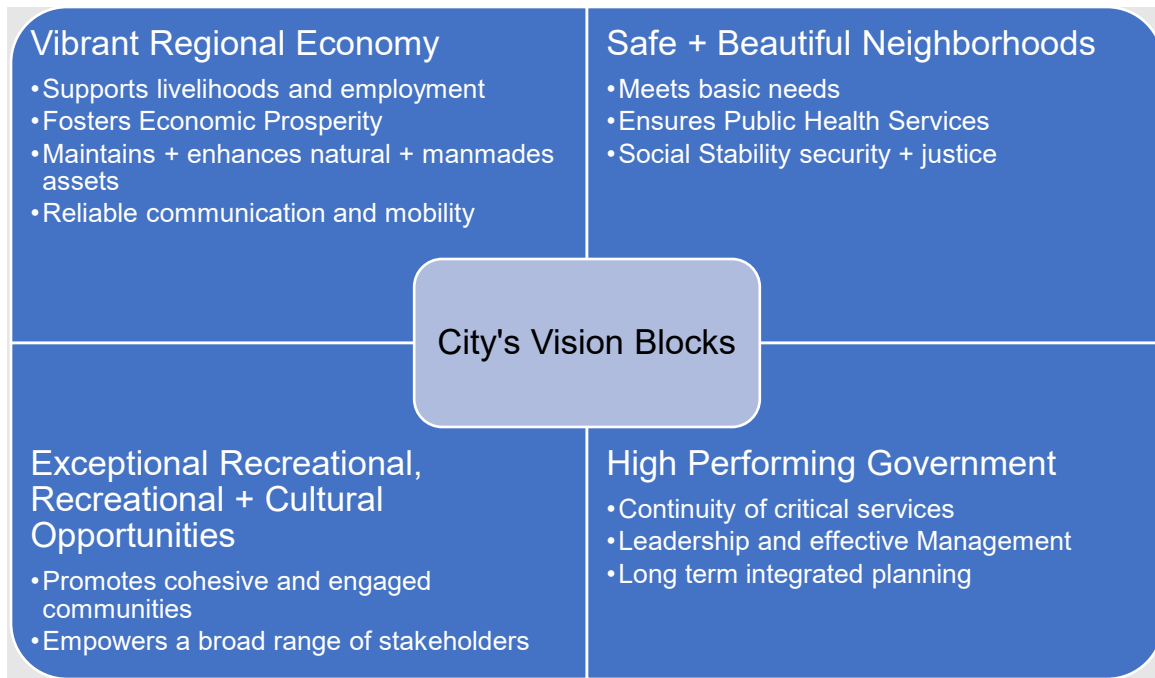 Vibrant Regional Economy
•Supports livelihoods and employment
•Fosters Economic Prosperity
•Maintains + enhances natural + manmades
assets
•Reliable communication and mobility
Safe + Beautiful Neighborhoods
•Meets basic needs
•Ensures Public Health Services
•Social Stability security + justice
City's Vision Blocks
Exceptional Recreational,
Recreational + Cultural
Opportunities
•Promotes cohesive and engaged
communities
•Empowers a broad range of stakeholders
High Performing Government
•Continuity of critical services
•Leadership and effective Management
•Long term integrated planning